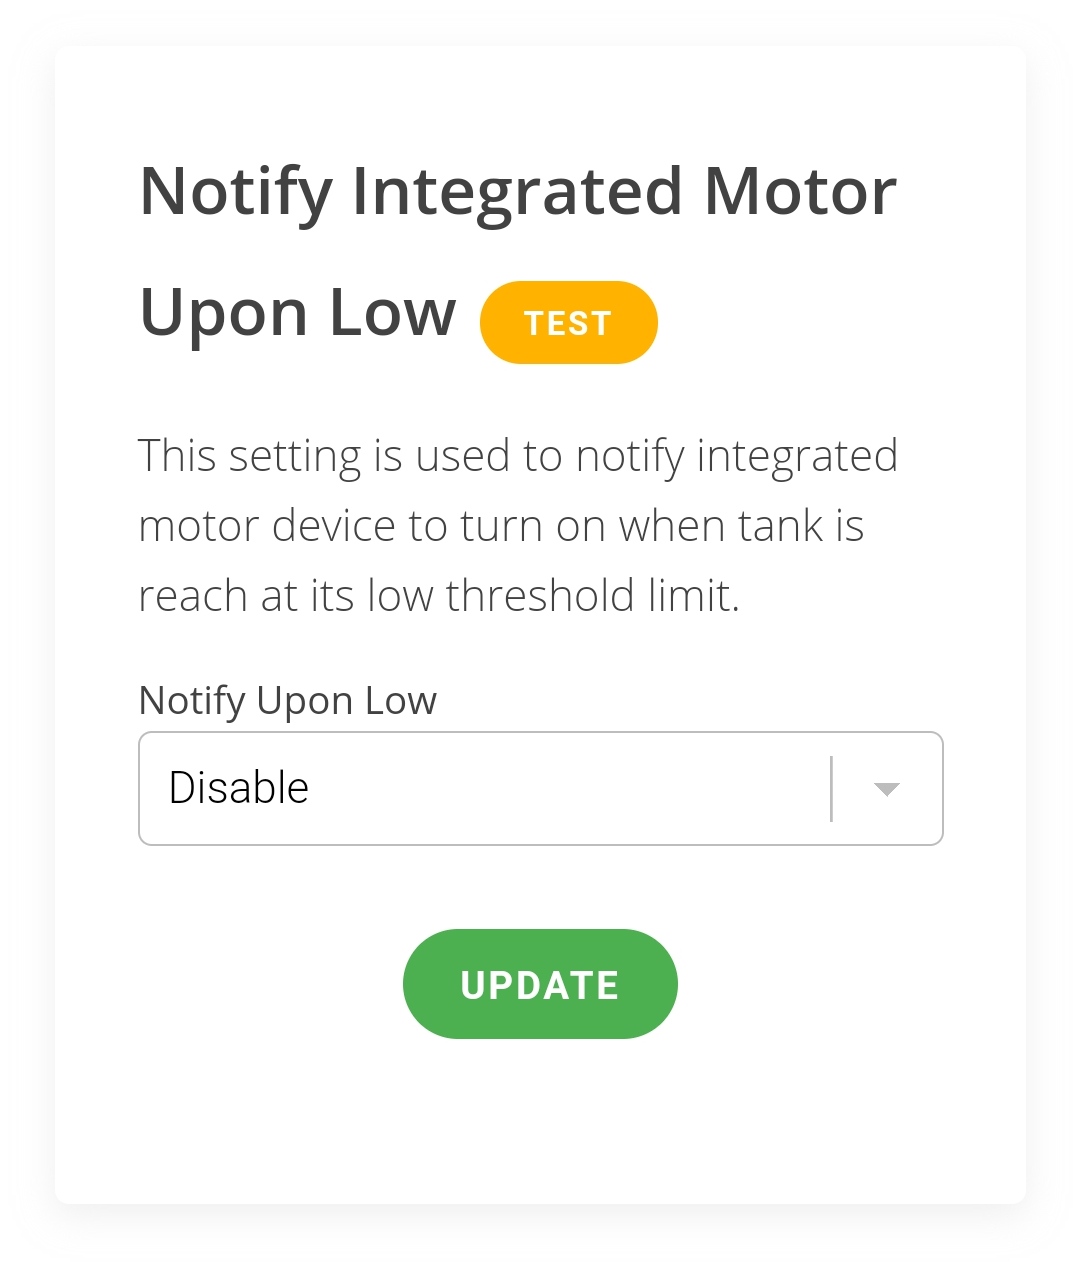 Notify Integrated Motor
Upon Low TEST
This setting is used to notify integrated
motor device to turn on when tank is
reach at its low threshold limit.
Notify Upon Low
Disable
UPDATE